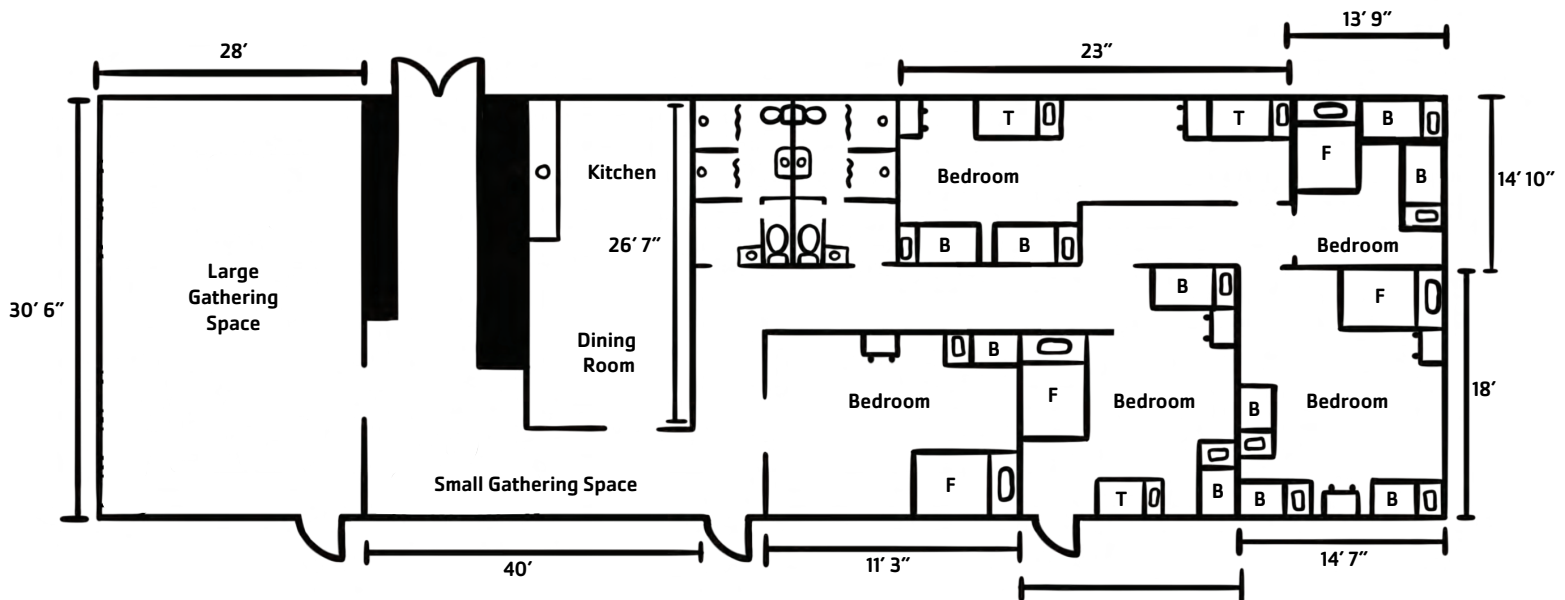 13’ 9”
28’
23”
T
T
B
F
B
Kitchen
Bedroom
14’ 10”
26’ 7”
B
B
Bedroom
Large
Gathering
Space
30’ 6”
B
F
Dining
Room
B
18’
Bedroom
F
Bedroom
B
Bedroom
Small Gathering Space
F
T
B
B
B
40’
11’ 3”
14’ 7”